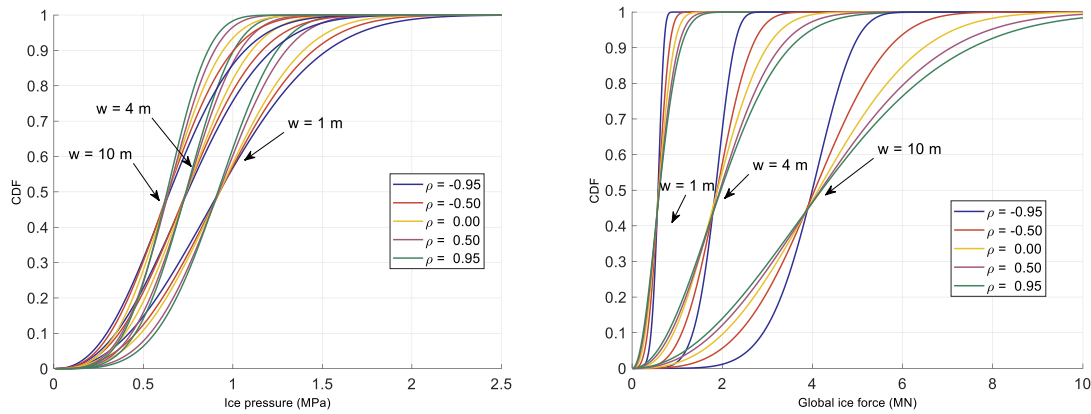 1
0.9
0.8
0.7
0.6
0.5
0.4
0.3
0.2
0.1
0
CDF
w = 4 m
w = 10 m
w = 1 m
ρ = -0.95
ρ = -0.50
ρ = 0.00
ρ = 0.50
ρ = 0.95
0 0.5 1 1.5 2 2.5
Ice pressure (MPa)
1
0.9
0.8
0.7
0.6
0.5
0.4
0.3
0.2
0.1
0
CDF
w = 1 m
w = 4 m
w = 10 m
ρ = -0.95
ρ = -0.50
ρ = 0.00
ρ = 0.50
ρ = 0.95
0 2 4 6 8 10
Global ice force (MN)